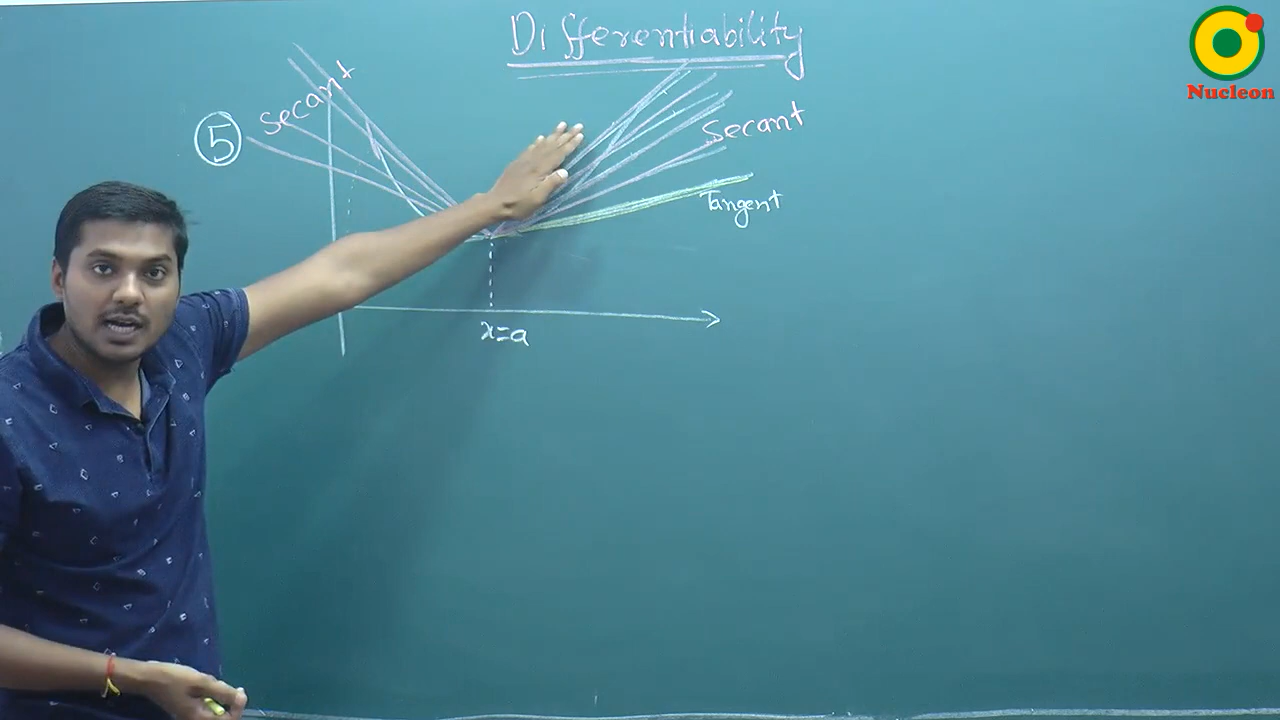 Differentiability
Nucleon
5
Secant
Secant
Tangent
x=a